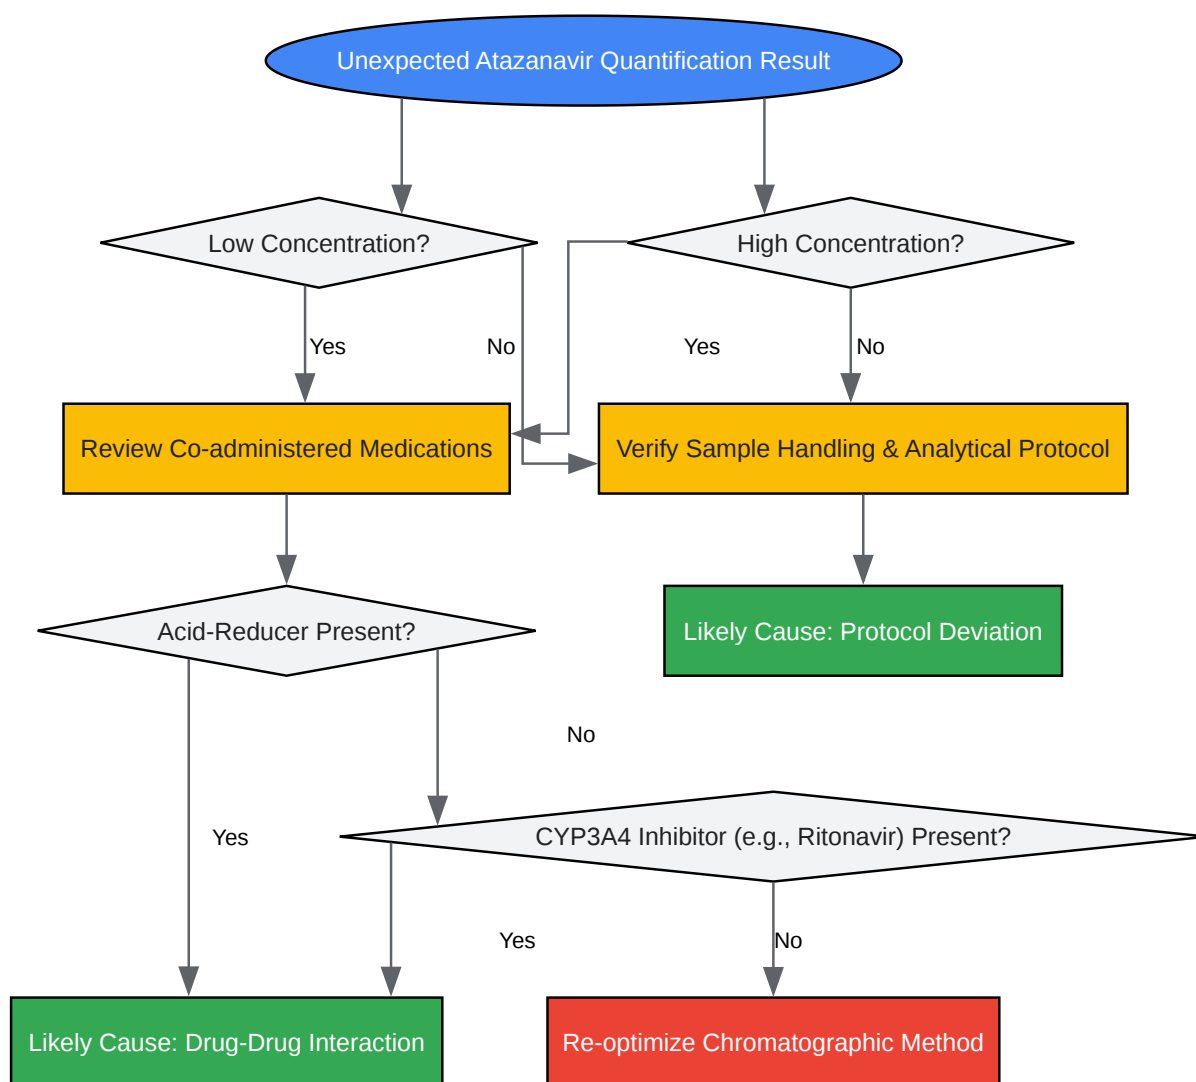 Unexpected Atazanavir Quantification Result
Low Concentration?
High Concentration?
Yes
No
Yes
No
Review Co-administered Medications
Verify Sample Handling & Analytical Protocol
Acid-Reducer Present?
Likely Cause: Protocol Deviation
No
Yes
CYP3A4 Inhibitor (e.g., Ritonavir) Present?
Yes
No
Likely Cause: Drug-Drug Interaction
Re-optimize Chromatographic Method